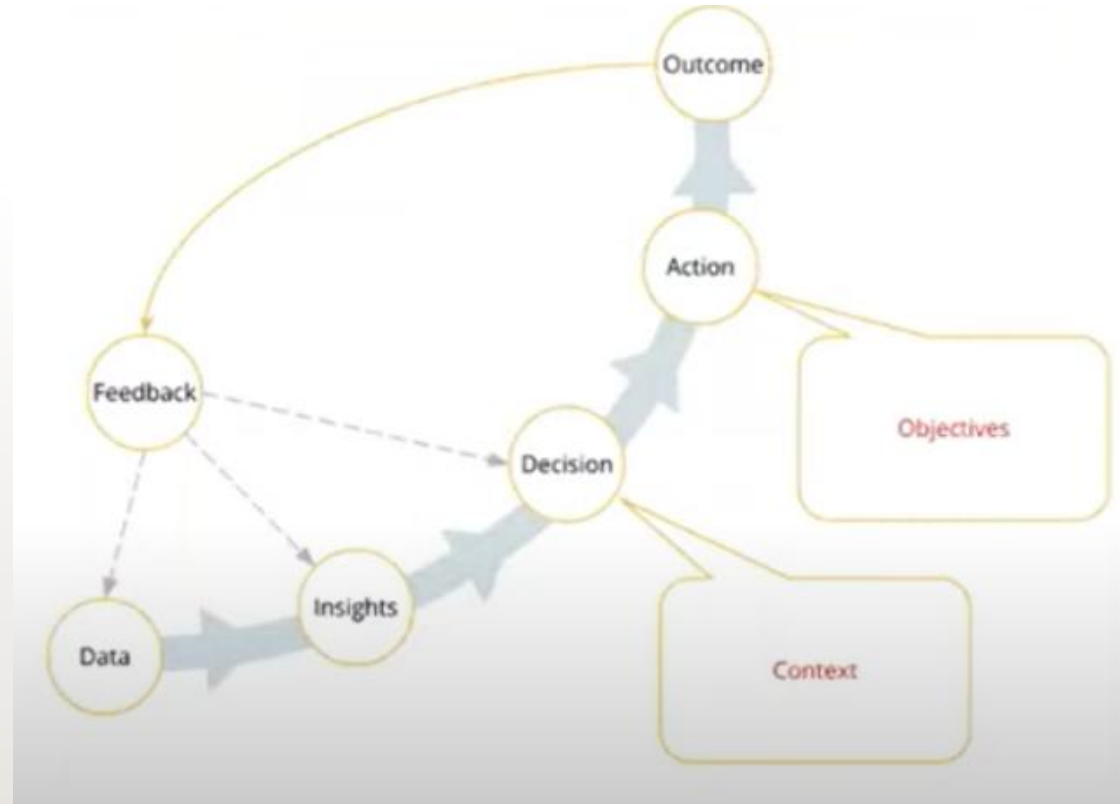 Outcome
Action
Feedback
Objectives
Decision
Insights
Data
Context